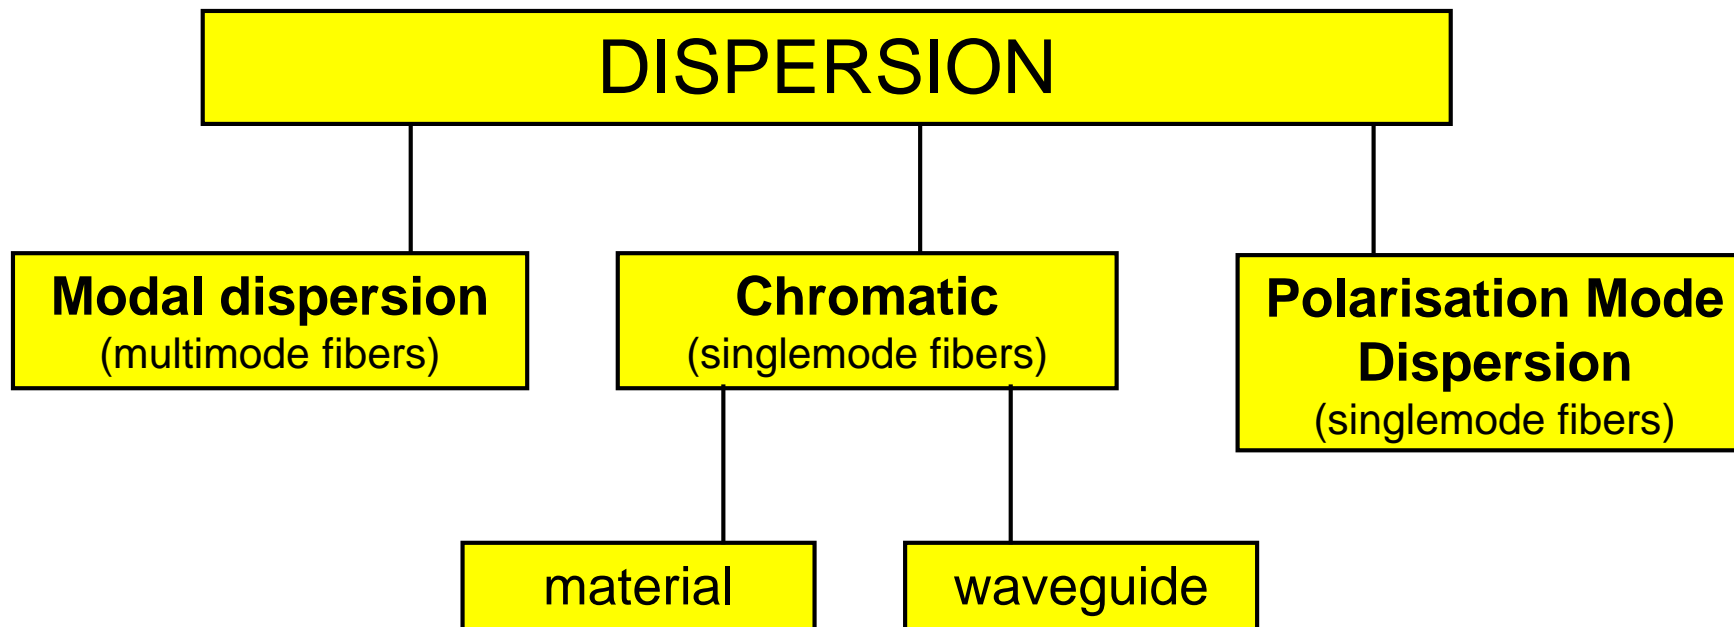 DISPERSION
Modal dispersion
(multimode fibers)
Chromatic
(singlemode fibers)
Polarisation Mode
Dispersion
(singlemode fibers)
material
waveguide